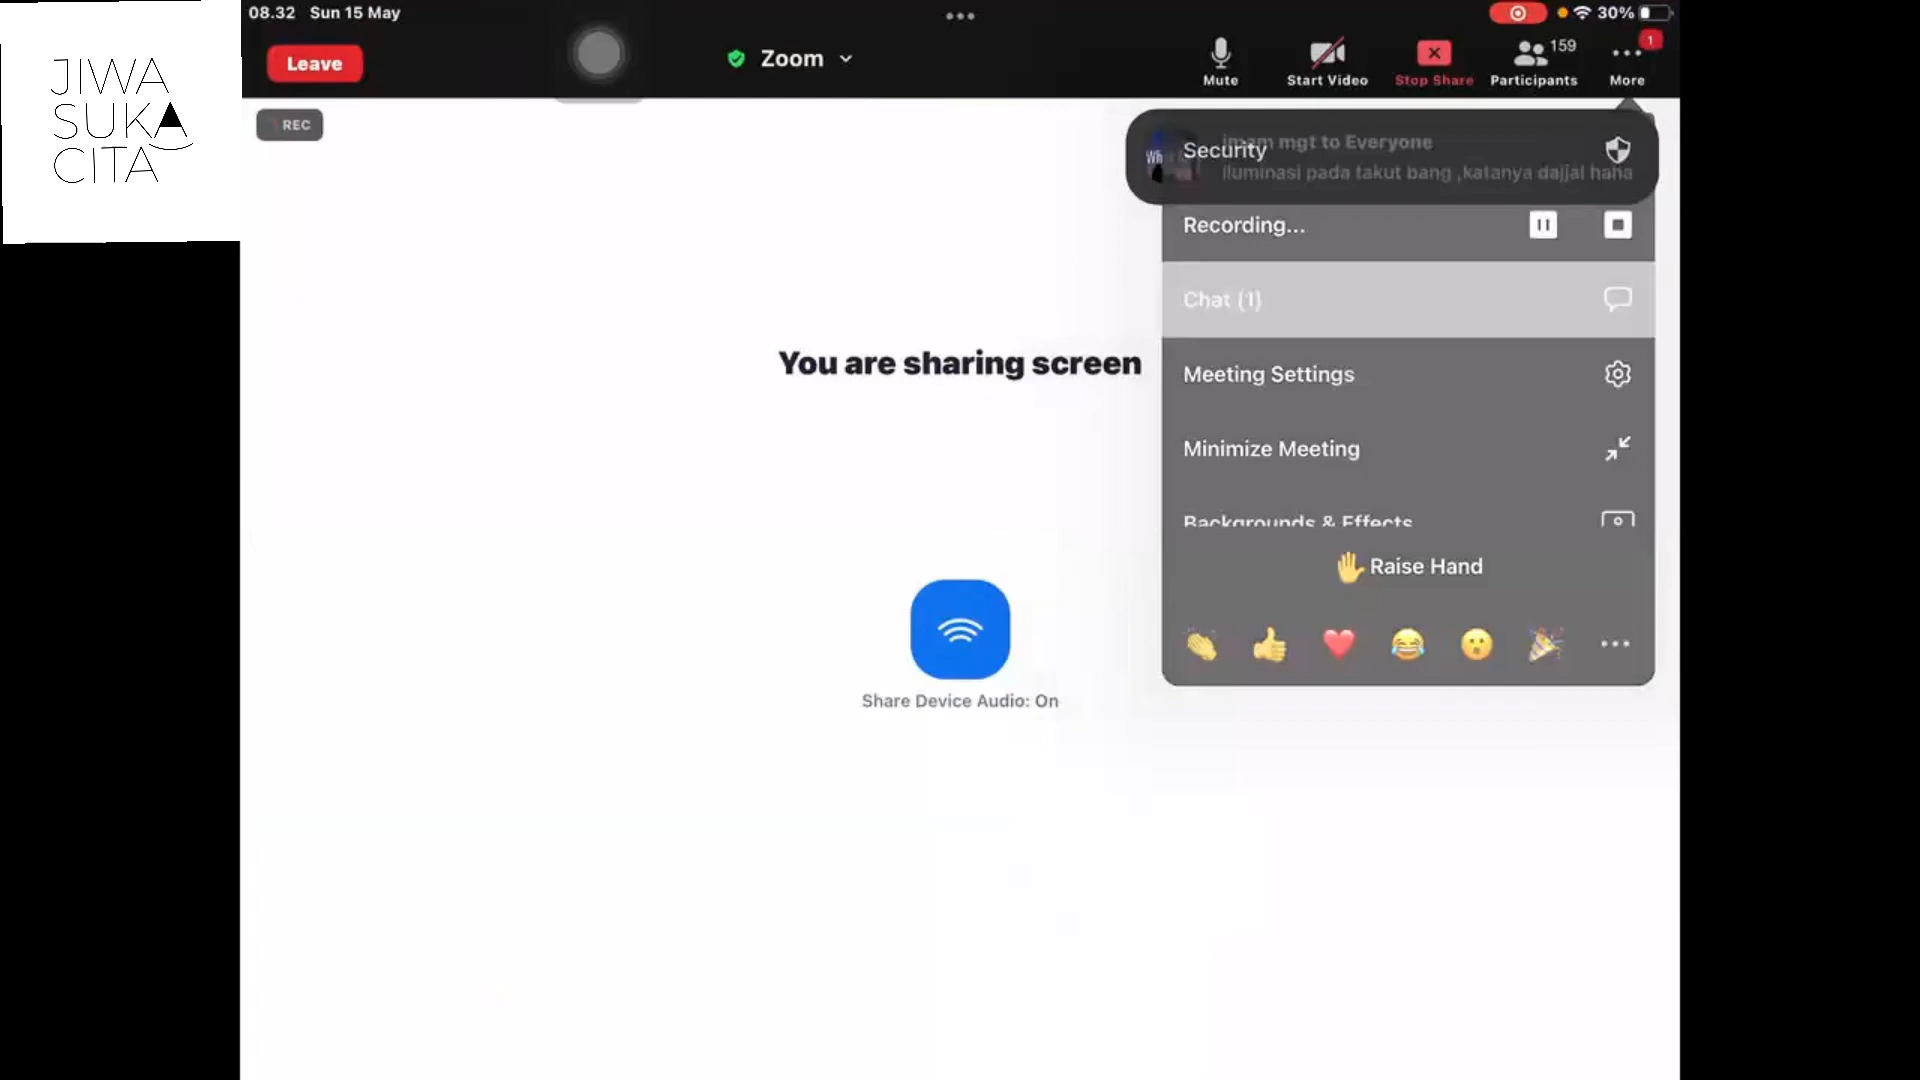 JIWA
SUKA
CITA
08.32 Sun 15 May
30%
Leave
Zoom
Mute
Start Video
Stop Share
Participants
159
More
1
REC
imam mgt to Everyone
Security
iluminasi pada takut bang ,katanya dajjal haha
Recording...
Chat (1)
You are sharing screen
Meeting Settings
Minimize Meeting
Backgrounds & Effects
Raise Hand
Share Device Audio: On